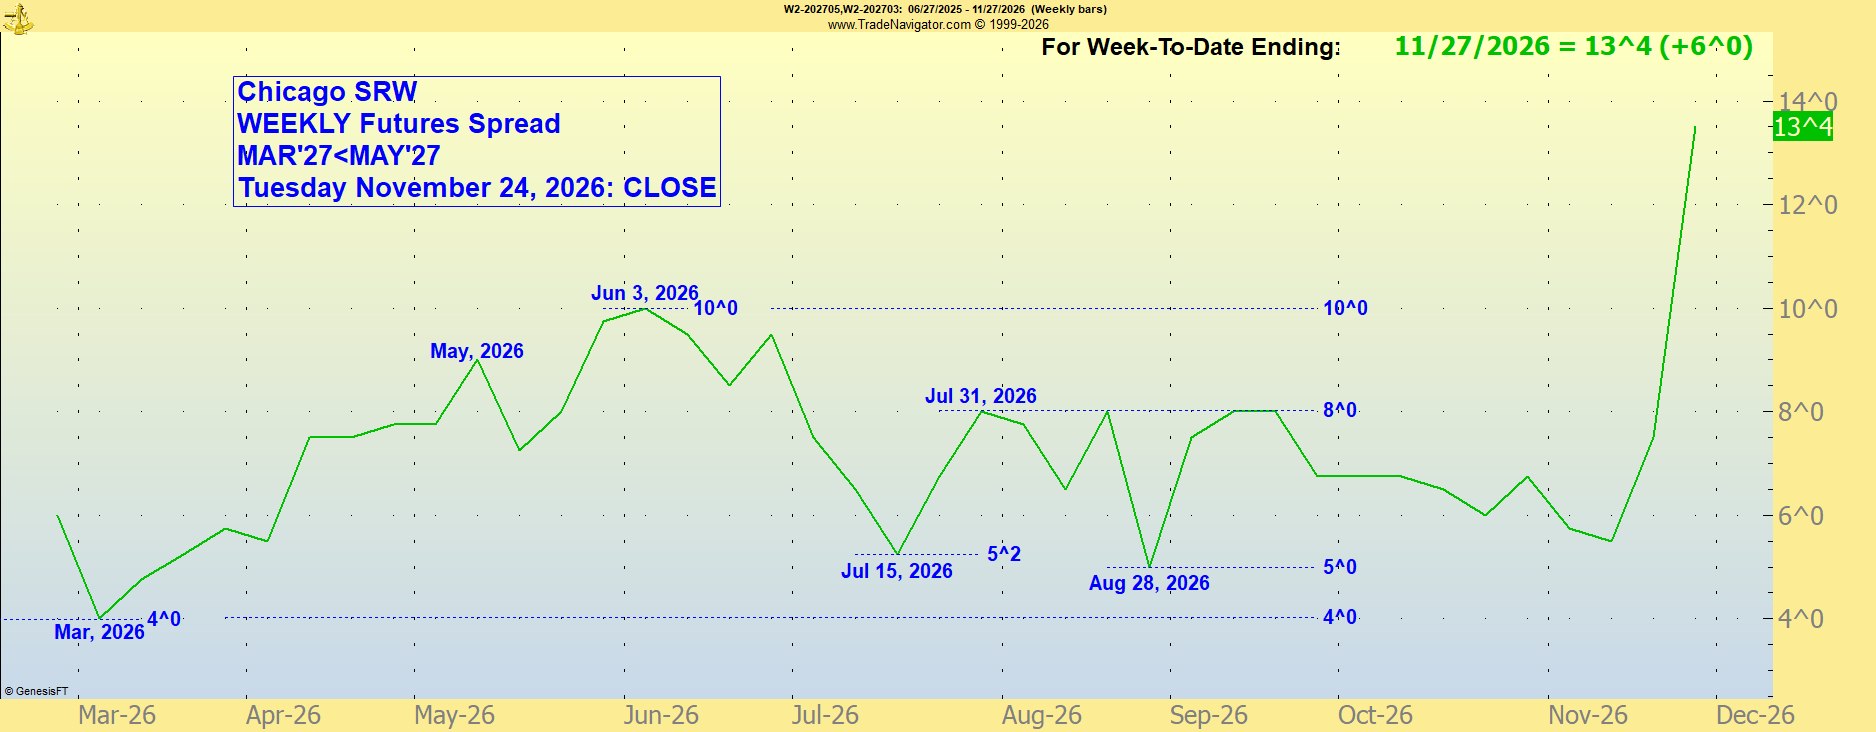 W2-202705,W2-202703: 06/27/2025 - 11/27/2026 (Weekly bars)
www.TradeNavigator.com © 1999-2026
For Week-To-Date Ending: 11/27/2026 = 13^4 (+6^0)
Chicago SRW
WEEKLY Futures Spread
MAR'27<MAY'27
Tuesday November 24, 2026: CLOSE
14^0
13^4
12^0
Jun 3, 2026
10^0
10^0
10^0
May, 2026
Jul 31, 2026
8^0
8^0
6^0
5^2
Jul 15, 2026
5^0
Aug 28, 2026
4^0
4^0
4^0
Mar, 2026
© GenesisFT
Mar-26 Apr-26 May-26 Jun-26 Jul-26 Aug-26 Sep-26 Oct-26 Nov-26 Dec-26